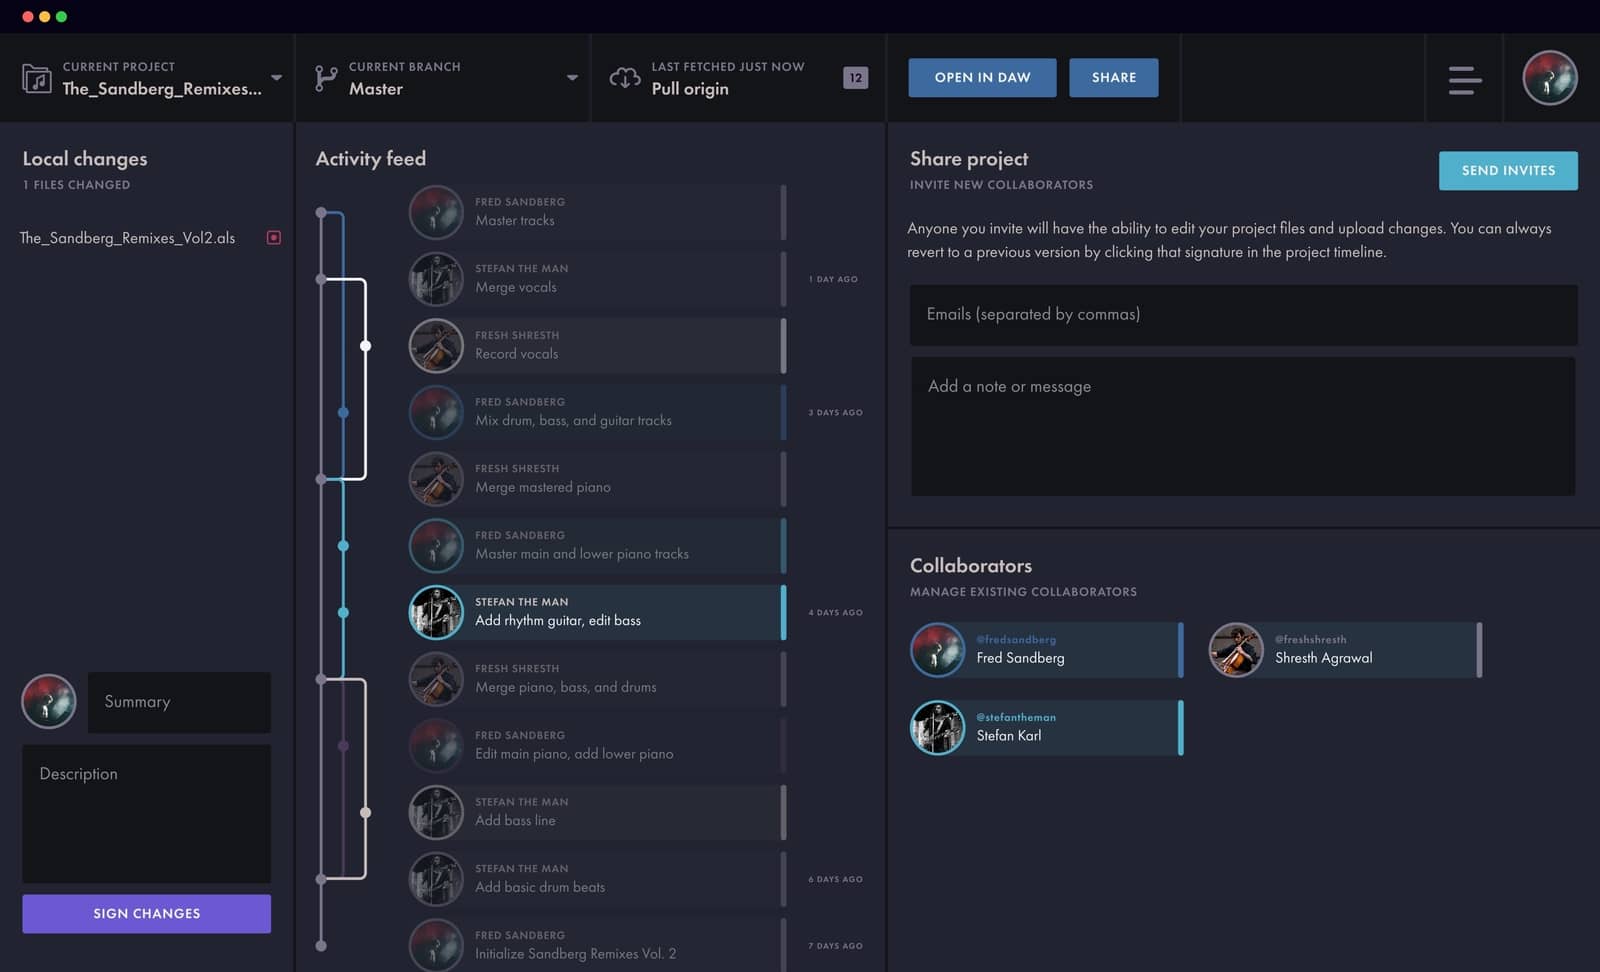 CURRENT PROJECT
The_Sandberg_Remixes...
CURRENT BRANCH
Master
LAST FETCHED JUST NOW
Pull origin
12
OPEN IN DAW
SHARE
Local changes
1 FILES CHANGED
The_Sandberg_Remixes_Vol2.als
Summary
Description
SIGN CHANGES
Activity feed
FRED SANDBERG
Master tracks
STEFAN THE MAN
Merge vocals
1 DAY AGO
FRESH SHRESTH
Record vocals
FRED SANDBERG
Mix drum, bass, and guitar tracks
3 DAYS AGO
FRESH SHRESTH
Merge mastered piano
FRED SANDBERG
Master main and lower piano tracks
STEFAN THE MAN
Add rhythm guitar, edit bass
4 DAYS AGO
FRESH SHRESTH
Merge piano, bass, and drums
FRED SANDBERG
Edit main piano, add lower piano
STEFAN THE MAN
Add bass line
STEFAN THE MAN
Add basic drum beats
6 DAYS AGO
FRED SANDBERG
Initialize Sandberg Remixes Vol. 2
7 DAYS AGO
Share project
INVITE NEW COLLABORATORS
SEND INVITES
Anyone you invite will have the ability to edit your project files and upload changes. You can always
revert to a previous version by clicking that signature in the project timeline.
Emails (separated by commas)
Add a note or message
Collaborators
MANAGE EXISTING COLLABORATORS
@fredsandberg
Fred Sandberg
@freshshresth
Shresth Agrawal
@stefantheman
Stefan Karl